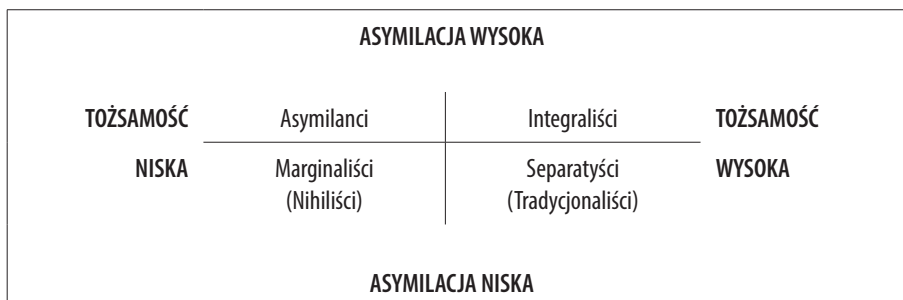 ASYMILACJA WYSOKA
TOŻSAMOŚĆ Asymilanci Integraliści TOŻSAMOŚĆ
NISKA Marginaliści Separatyści WYSOKA
(Nihiliści) (Tradycjonaliści)
ASYMILACJA NISKA